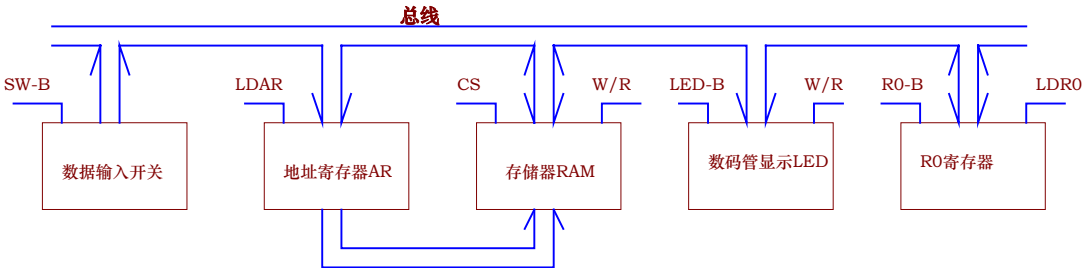 总线
SW-B
LDAR
CS
W/R
LED-B
W/R
R0-B
LDR0
数据输入开关
地址寄存器AR
存储器RAM
数码管显示LED
R0寄存器